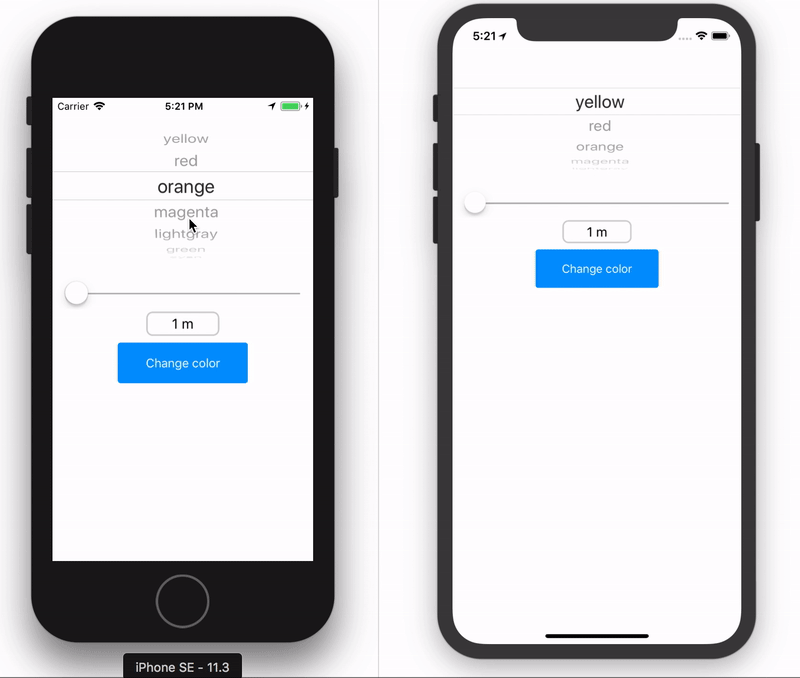 Carrier 5:21 PM
yellow
red
orange
magenta
lightgray
green
1 m
Change color
iPhone SE - 11.3
5:21
yellow
red
orange
magenta
1 m
Change color